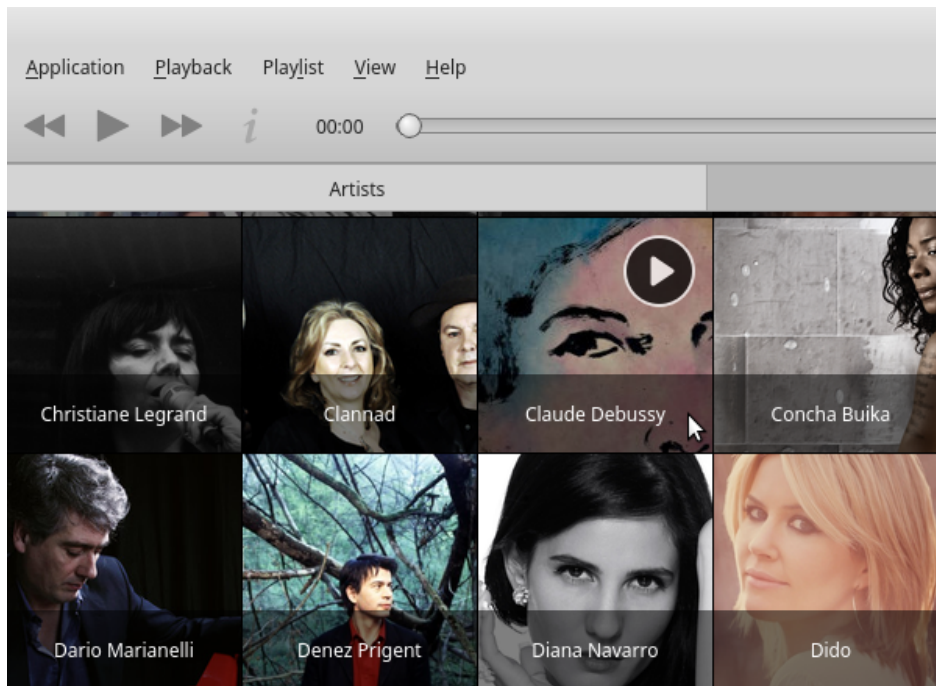 Application Playback Playlist View Help
00:00
Artists
Christiane Legrand Clannad Claude Debussy Concha Buika
Dario Marianelli Denez Prigent Diana Navarro Dido